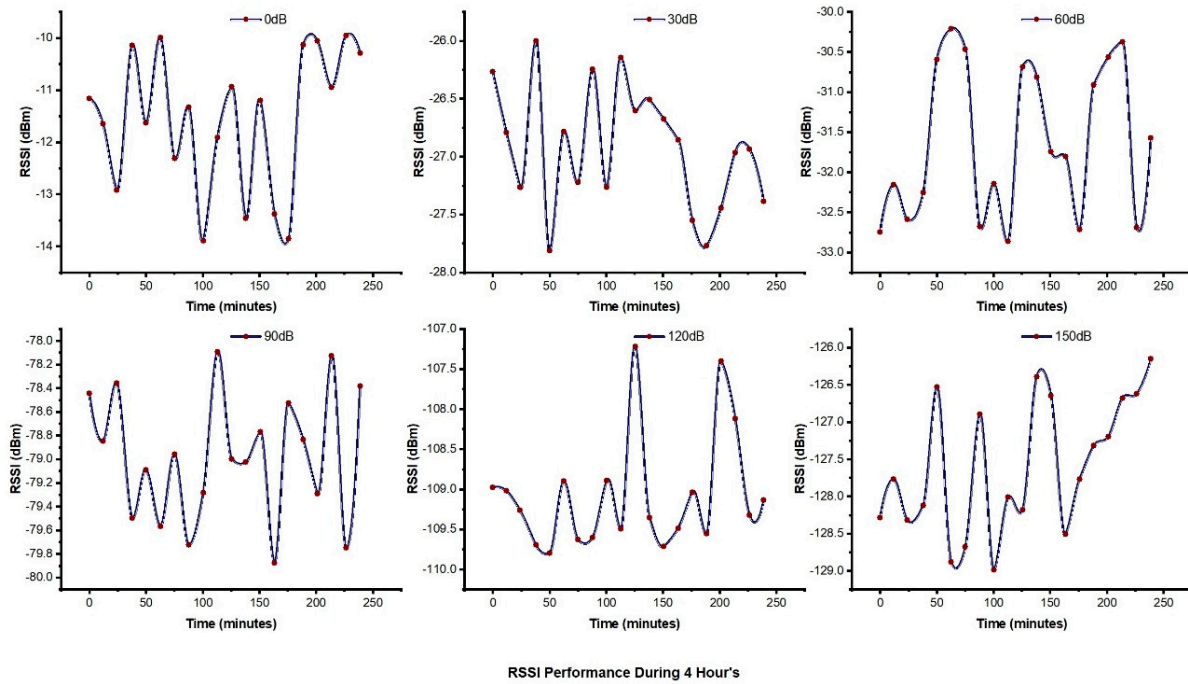 0dB
RSSI (dBm)
-10
-11
-12
-13
-14
0 50 100 150 200 250
Time (minutes)
30dB
RSSI (dBm)
-26.0
-26.5
-27.0
-27.5
-28.0
0 50 100 150 200 250
Time (minutes)
60dB
RSSI (dBm)
-30.0
-30.5
-31.0
-31.5
-32.0
-32.5
-33.0
0 50 100 150 200 250
Time (minutes)
90dB
RSSI (dBm)
-78.0
-78.2
-78.4
-78.6
-78.8
-79.0
-79.2
-79.4
-79.6
-79.8
-80.0
0 50 100 150 200 250
Time (minutes)
120dB
RSSI (dBm)
-107.0
-107.5
-108.0
-108.5
-109.0
-109.5
-110.0
0 50 100 150 200 250
Time (minutes)
150dB
RSSI (dBm)
-126.0
-126.5
-127.0
-127.5
-128.0
-128.5
-129.0
0 50 100 150 200 250
Time (minutes)
RSSI Performance During 4 Hour's